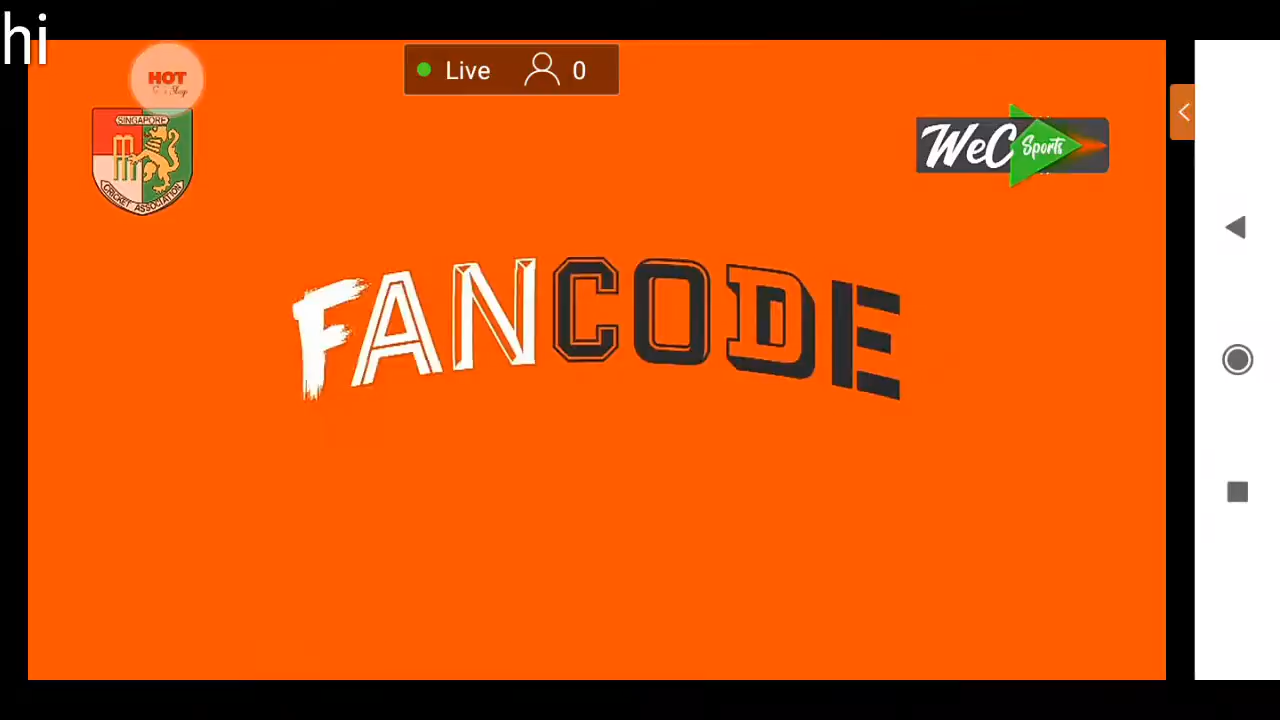 hi
HOT
Live 0
SINGAPORE
CRICKET ASSOCIATION
WeC Sports
FANCODE